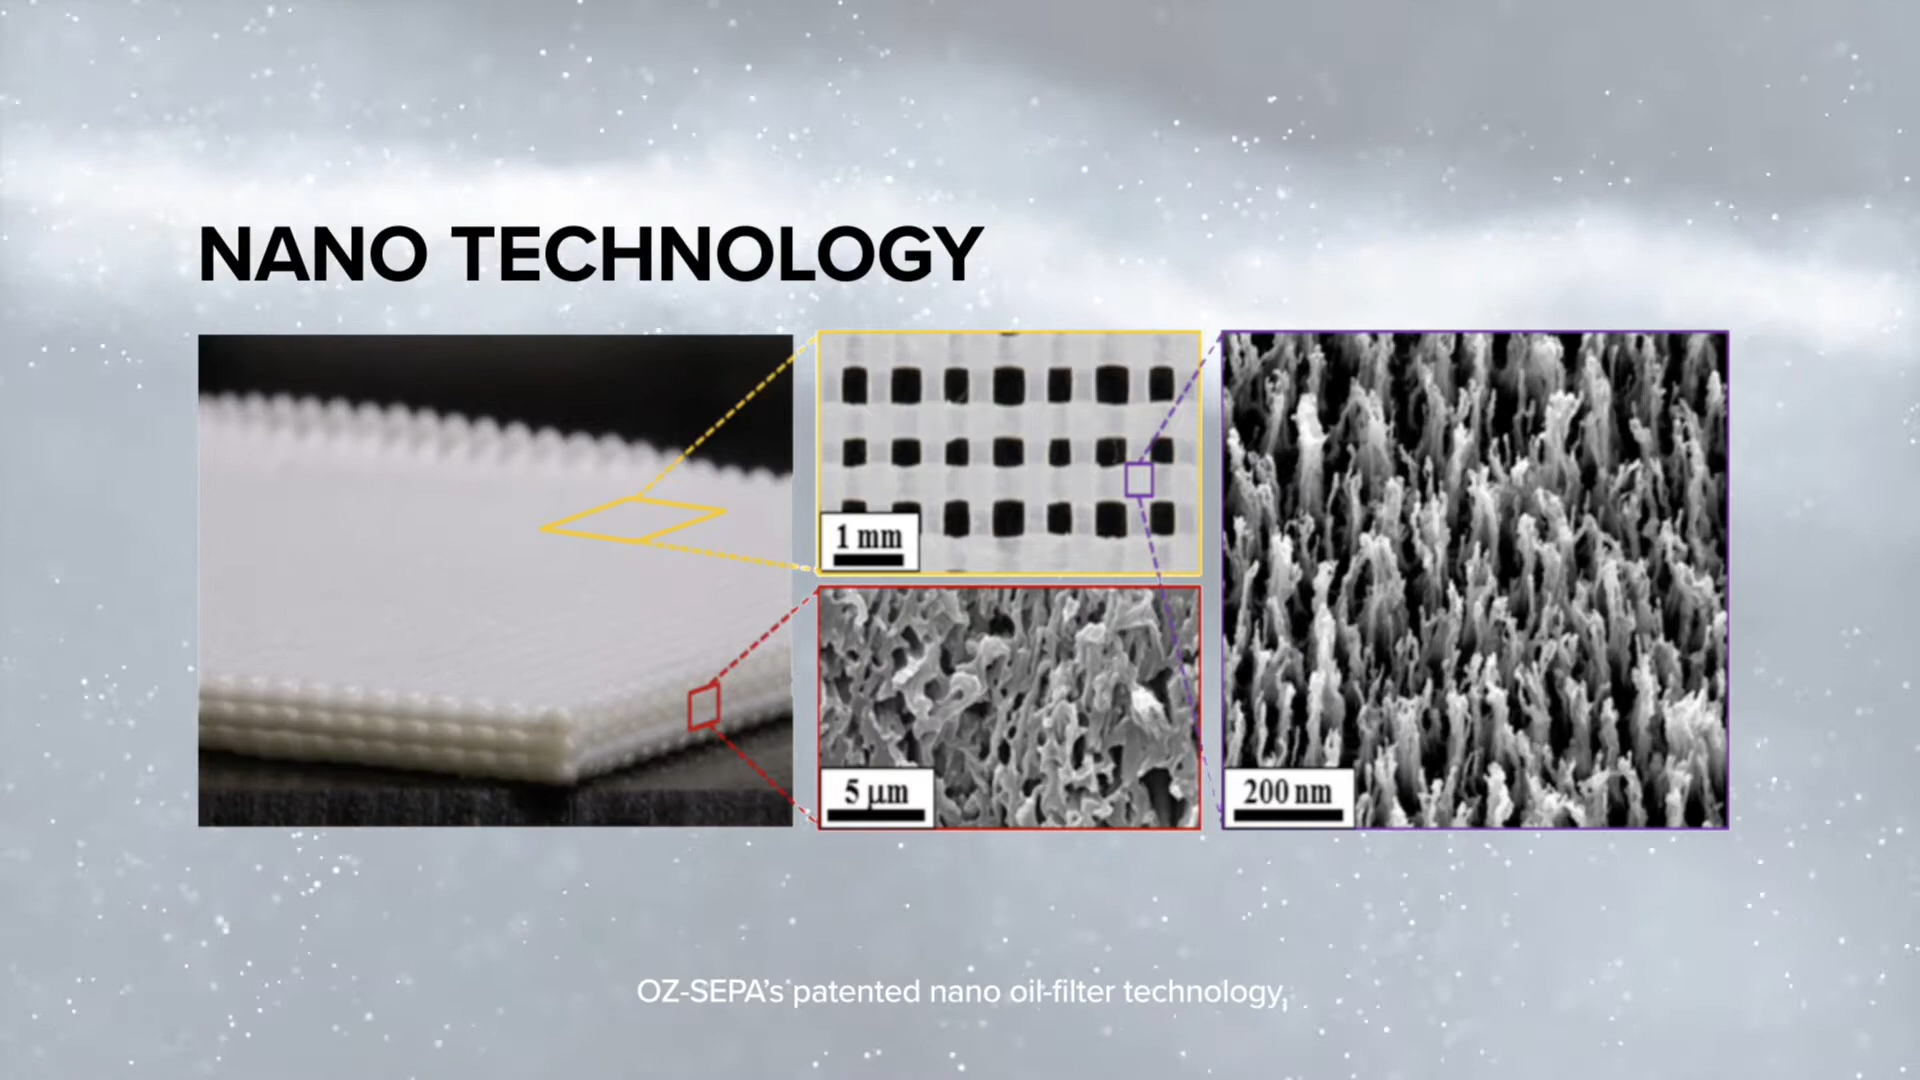 NANO TECHNOLOGY
1 mm
5 μm
200 nm
OZ-SEPA’s patented nano oil-filter technology,